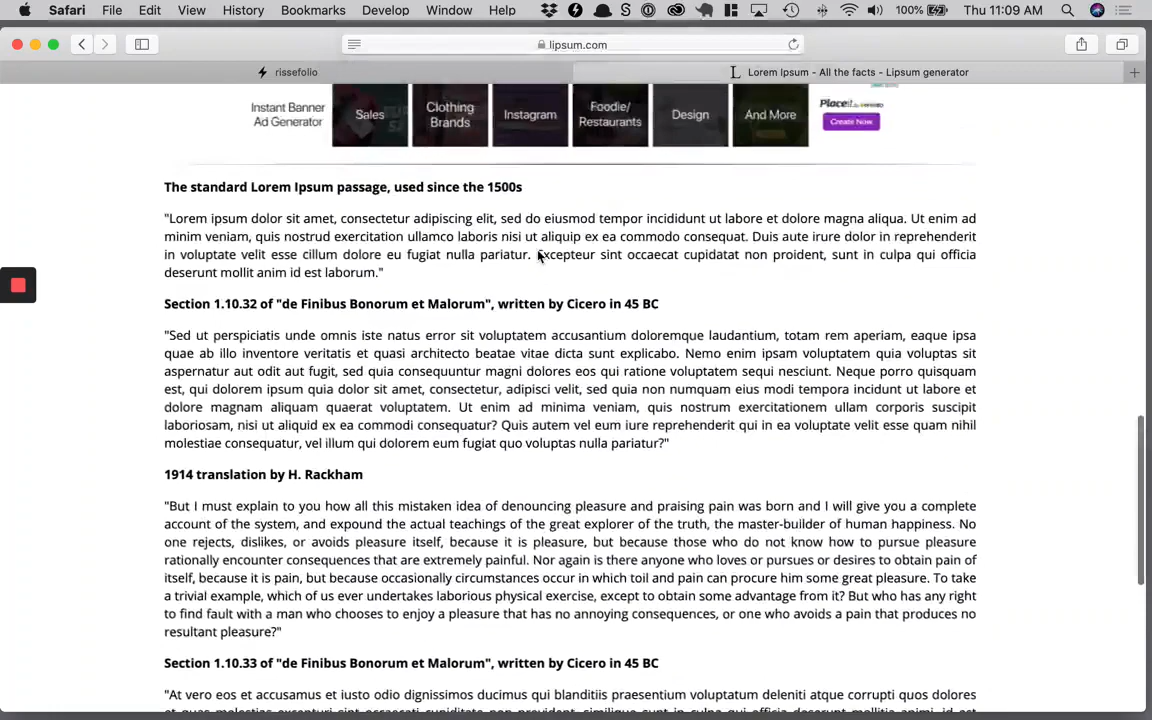 Safari File Edit View History Bookmarks Develop Window Help 100% Thu 11:09 AM
lipsum.com
rissefolio
Lorem Ipsum - All the facts - Lipsum generator
Instant Banner
Ad Generator
Sales
Clothing
Brands
Instagram
Foodie/
Restaurants
Design
And More
Placeit
Create Now
The standard Lorem Ipsum passage, used since the 1500s
"Lorem ipsum dolor sit amet, consectetur adipiscing elit, sed do eiusmod tempor incididunt ut labore et dolore magna aliqua. Ut enim ad
minim veniam, quis nostrud exercitation ullamco laboris nisi ut aliquip ex ea commodo consequat. Duis aute irure dolor in reprehenderit
in voluptate velit esse cillum dolore eu fugiat nulla pariatur. Excepteur sint occaecat cupidatat non proident, sunt in culpa qui officia
deserunt mollit anim id est laborum."
Section 1.10.32 of "de Finibus Bonorum et Malorum", written by Cicero in 45 BC
"Sed ut perspiciatis unde omnis iste natus error sit voluptatem accusantium doloremque laudantium, totam rem aperiam, eaque ipsa
quae ab illo inventore veritatis et quasi architecto beatae vitae dicta sunt explicabo. Nemo enim ipsam voluptatem quia voluptas sit
aspernatur aut odit aut fugit, sed quia consequuntur magni dolores eos qui ratione voluptatem sequi nesciunt. Neque porro quisquam
est, qui dolorem ipsum quia dolor sit amet, consectetur, adipisci velit, sed quia non numquam eius modi tempora incidunt ut labore et
dolore magnam aliquam quaerat voluptatem. Ut enim ad minima veniam, quis nostrum exercitationem ullam corporis suscipit
laboriosam, nisi ut aliquid ex ea commodi consequatur? Quis autem vel eum iure reprehenderit qui in ea voluptate velit esse quam nihil
molestiae consequatur, vel illum qui dolorem eum fugiat quo voluptas nulla pariatur?"
1914 translation by H. Rackham
"But I must explain to you how all this mistaken idea of denouncing pleasure and praising pain was born and I will give you a complete
account of the system, and expound the actual teachings of the great explorer of the truth, the master-builder of human happiness. No
one rejects, dislikes, or avoids pleasure itself, because it is pleasure, but because those who do not know how to pursue pleasure
rationally encounter consequences that are extremely painful. Nor again is there anyone who loves or pursues or desires to obtain pain of
itself, because it is pain, but because occasionally circumstances occur in which toil and pain can procure him some great pleasure. To take
a trivial example, which of us ever undertakes laborious physical exercise, except to obtain some advantage from it? But who has any right
to find fault with a man who chooses to enjoy a pleasure that has no annoying consequences, or one who avoids a pain that produces no
resultant pleasure?"
Section 1.10.33 of "de Finibus Bonorum et Malorum", written by Cicero in 45 BC
"At vero eos et accusamus et iusto odio dignissimos ducimus qui blanditiis praesentium voluptatum deleniti atque corrupti quos dolores